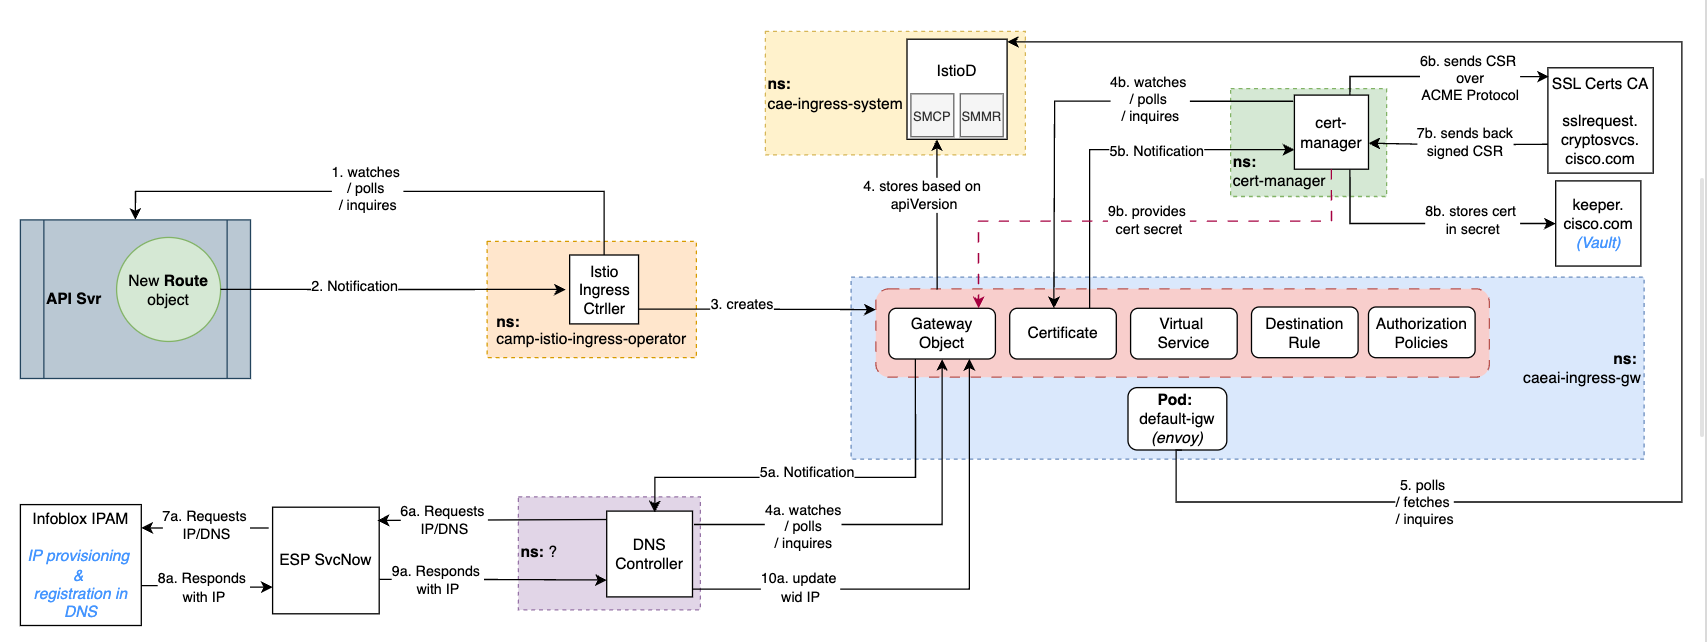 ns:
cae-ingress-system
IstioD
SMCP
SMMR
4b. watches
/ polls
/ inquires
5b. Notification
cert-
manager
ns:
cert-manager
6b. sends CSR
over
ACME Protocol
7b. sends back
signed CSR
SSL Certs CA
sslrequest.
cryptosvcs.
cisco.com
8b. stores cert
in secret
keeper.
cisco.com
(Vault)
9b. provides
cert secret
4. stores based on
apiVersion
1. watches
/ polls
/ inquires
API Svr
New Route
object
2. Notification
Istio
Ingress
Ctrller
ns:
camp-istio-ingress-operator
3. creates
Gateway
Object
Certificate
Virtual
Service
Destination
Rule
Authorization
Policies
ns:
caeai-ingress-gw
Pod:
default-igw
(envoy)
5. polls
/ fetches
/ inquires
5a. Notification
4a. watches
/ polls
/ inquires
10a. update
wid IP
ns: ?
DNS
Controller
6a. Requests
IP/DNS
9a. Responds
with IP
ESP SvcNow
7a. Requests
IP/DNS
8a. Responds
with IP
Infoblox IPAM
IP provisioning
&
registration in
DNS